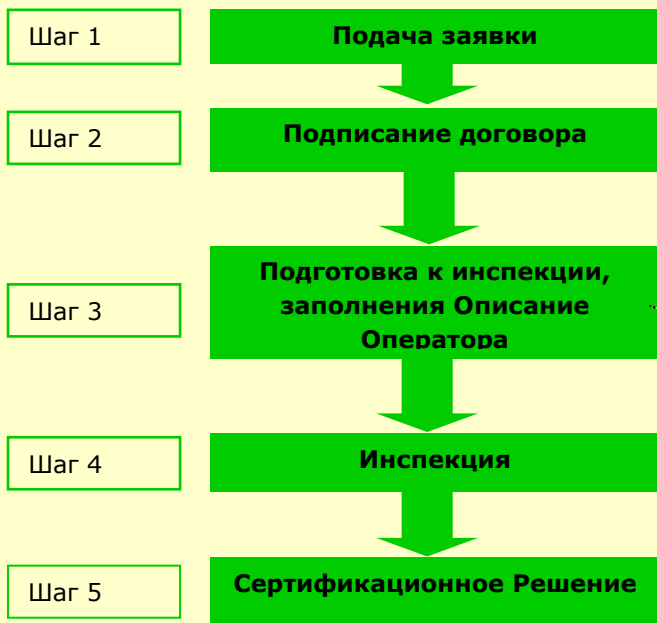 Шаг 1
Подача заявки
Шаг 2
Подписание договора
Шаг 3
Подготовка к инспекции,
заполнения Описание
Оператора
Шаг 4
Инспекция
Шаг 5
Сертификационное Решение